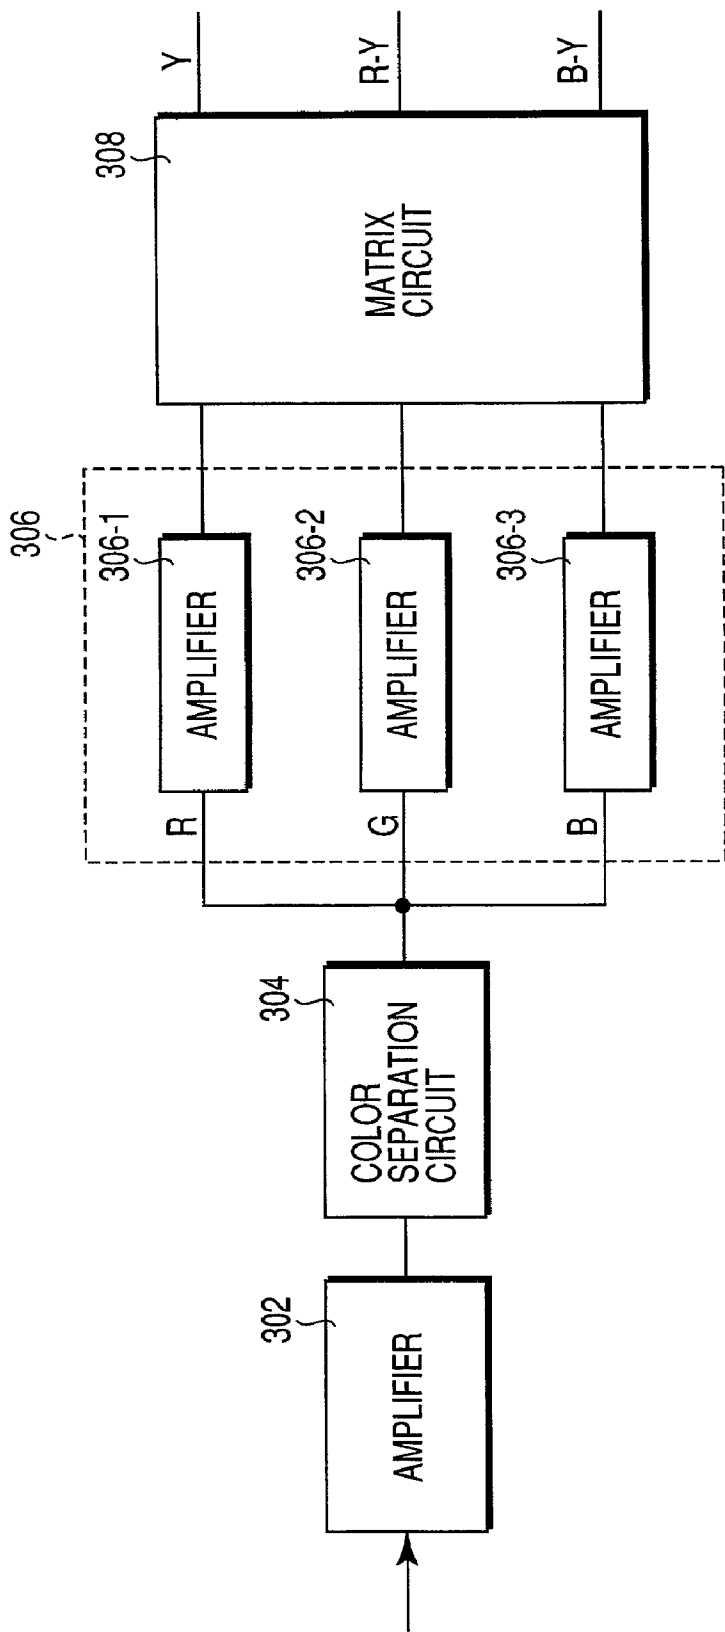 302
AMPLIFIER
304
COLOR
SEPARATION
CIRCUIT
306
R
306-1
AMPLIFIER
G
306-2
AMPLIFIER
B
306-3
AMPLIFIER
308
MATRIX
CIRCUIT
Y
R-Y
B-Y